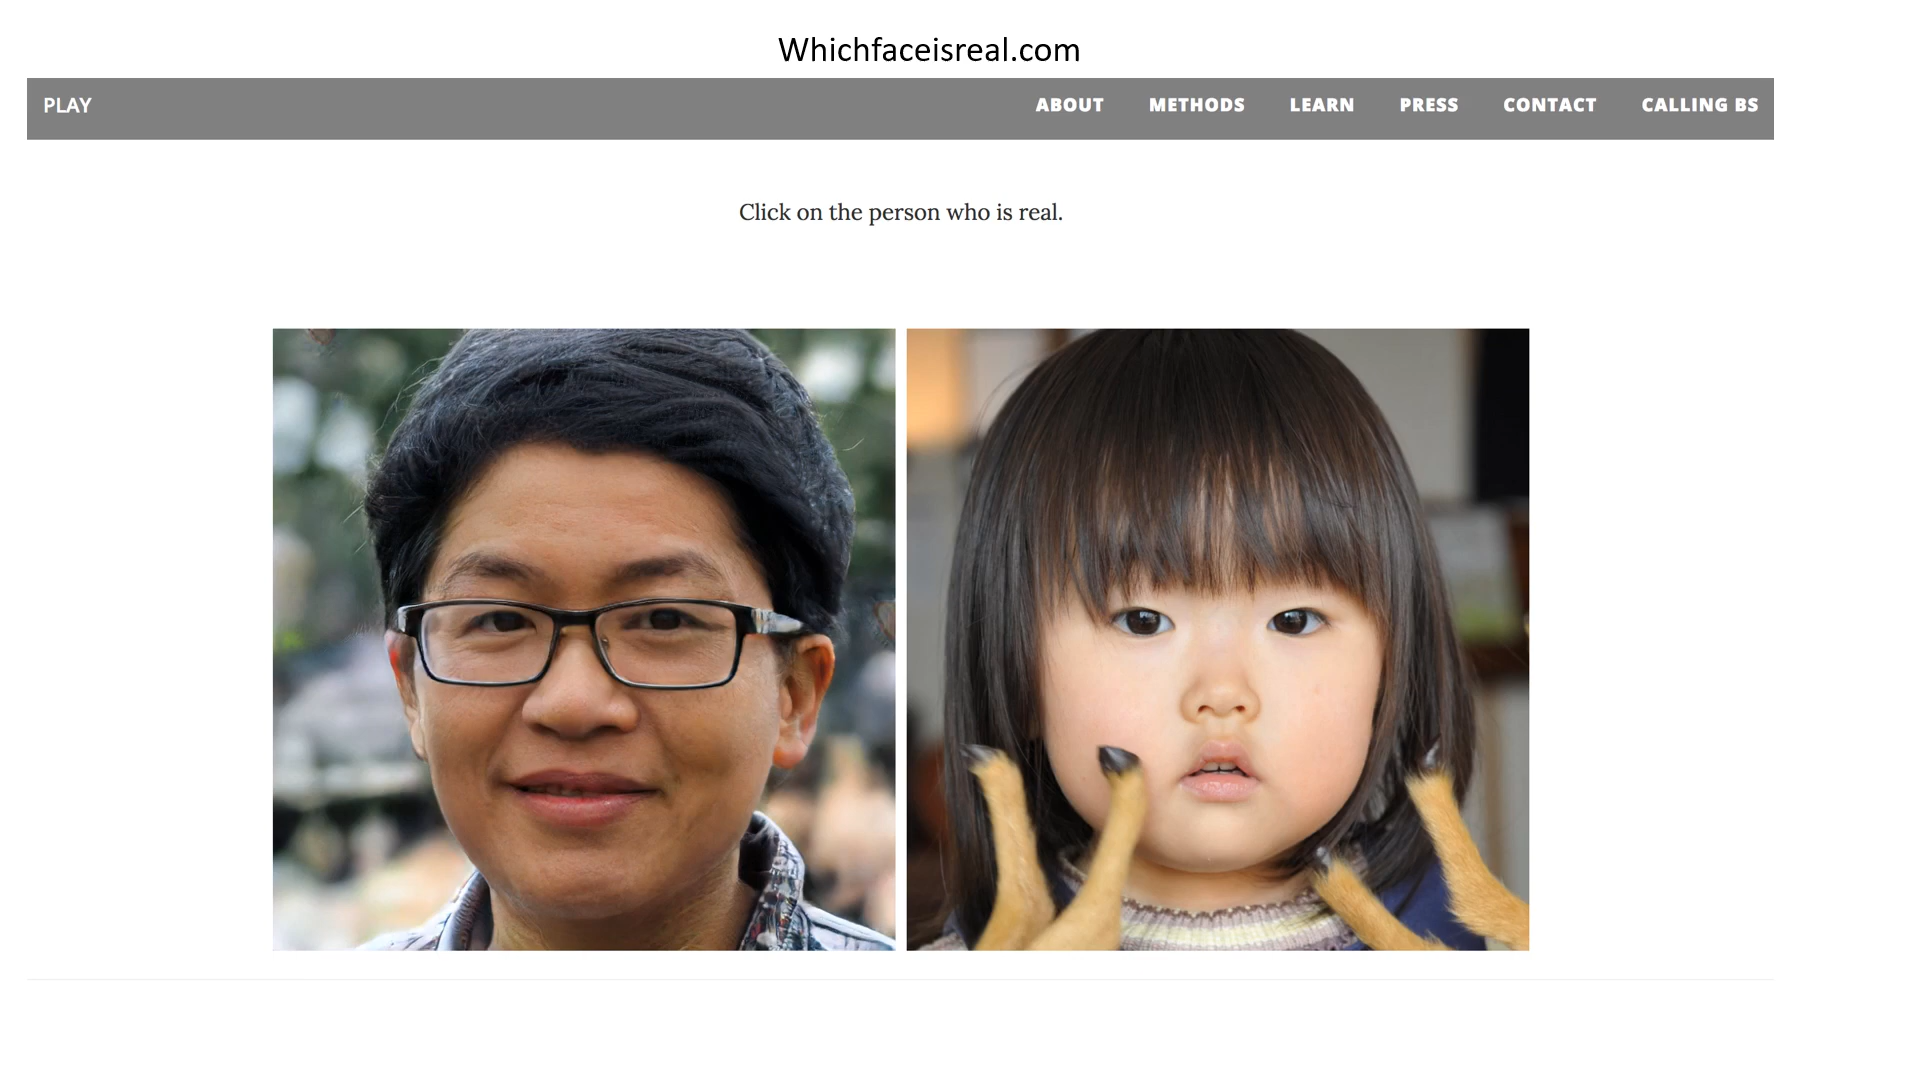 Whichfaceisreal.com
PLAY ABOUT METHODS LEARN PRESS CONTACT CALLING BS
Click on the person who is real.